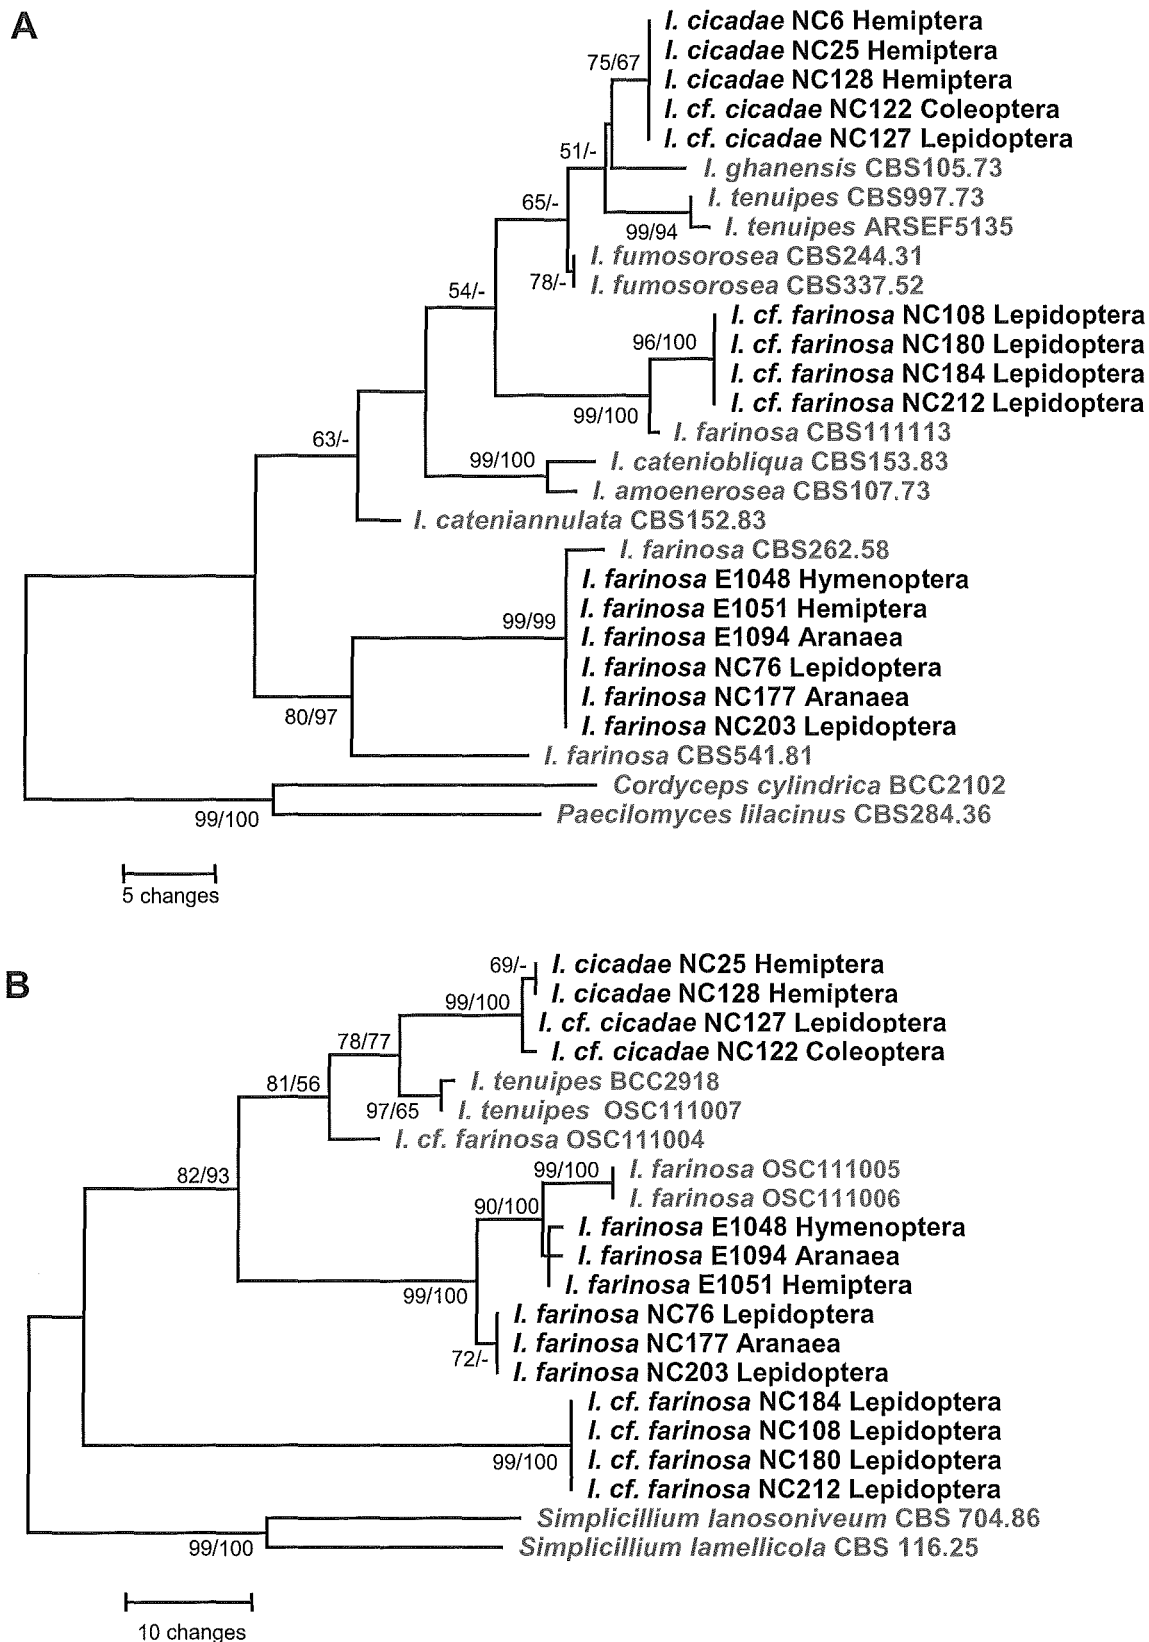 A
I. cicadae NC6 Hemiptera
I. cicadae NC25 Hemiptera
75/67
I. cicadae NC128 Hemiptera
I. cf. cicadae NC122 Coleoptera
I. cf. cicadae NC127 Lepidoptera
51/-
I. ghanensis CBS105.73
I. tenuipes CBS997.73
65/-
I. tenuipes ARSEF5135
99/94
I. fumosorosea CBS244.31
78/-
I. fumosorosea CBS337.52
54/-
I. cf. farinosa NC108 Lepidoptera
96/100
I. cf. farinosa NC180 Lepidoptera
I. cf. farinosa NC184 Lepidoptera
I. cf. farinosa NC212 Lepidoptera
99/100
I. farinosa CBS111113
63/-
99/100
I. cateniobliqua CBS153.83
I. amoenerosea CBS107.73
I. cateniannulata CBS152.83
I. farinosa CBS262.58
I. farinosa E1048 Hymenoptera
I. farinosa E1051 Hemiptera
99/99
I. farinosa E1094 Aranaea
I. farinosa NC76 Lepidoptera
I. farinosa NC177 Aranaea
80/97
I. farinosa NC203 Lepidoptera
I. farinosa CBS541.81
Cordyceps cylindrica BCC2102
Paecilomyces lilacinus CBS284.36
99/100
5 changes
B
69/-
I. cicadae NC25 Hemiptera
I. cicadae NC128 Hemiptera
99/100
I. cf. cicadae NC127 Lepidoptera
78/77
I. cf. cicadae NC122 Coleoptera
81/56
I. tenuipes BCC2918
97/65
I. tenuipes OSC111007
I. cf. farinosa OSC111004
82/93
99/100
I. farinosa OSC111005
I. farinosa OSC111006
90/100
I. farinosa E1048 Hymenoptera
I. farinosa E1094 Aranaea
I. farinosa E1051 Hemiptera
99/100
I. farinosa NC76 Lepidoptera
I. farinosa NC177 Aranaea
72/-
I. farinosa NC203 Lepidoptera
I. cf. farinosa NC184 Lepidoptera
I. cf. farinosa NC108 Lepidoptera
I. cf. farinosa NC180 Lepidoptera
99/100
I. cf. farinosa NC212 Lepidoptera
Simplicillium lanosoniveum CBS 704.86
Simplicillium lamellicola CBS 116.25
99/100
10 changes